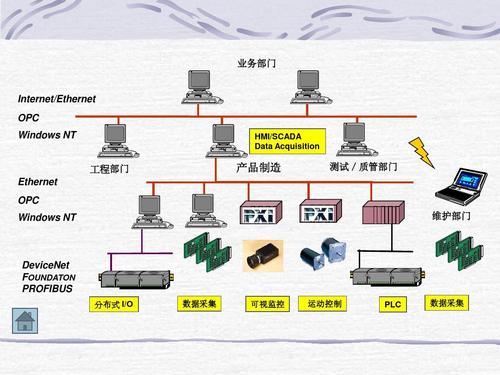 业务部门
Internet/Ethernet
OPC
Windows NT
HMI/SCADA
Data Acquisition
工程部门
产品制造
测试／质管部门
Ethernet
OPC
Windows NT
PXI
PXI
维护部门
DeviceNet
FOUNDATON
PROFIBUS
分布式 I/O
数据采集
可视监控
运动控制
PLC
数据采集